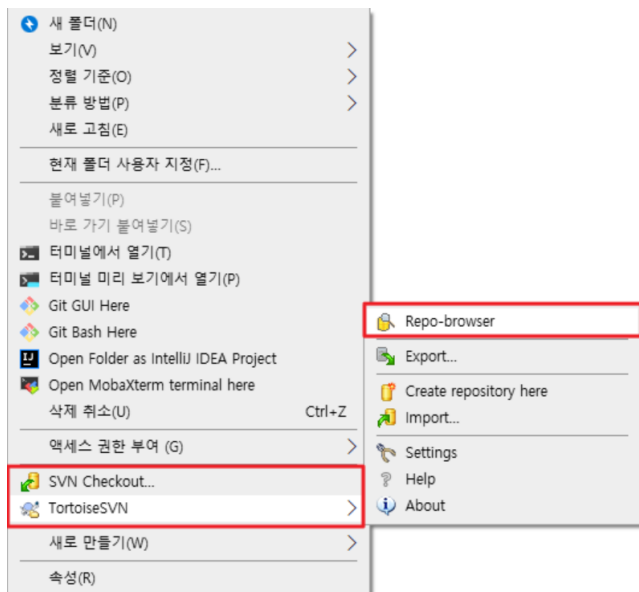 새 폴더(N)
보기(V)
정렬 기준(O)
분류 방법(P)
새로 고침(E)
현재 폴더 사용자 지정(F)...
붙여넣기(P)
바로 가기 붙여넣기(S)
터미널에서 열기(T)
터미널 미리 보기에서 열기(P)
Git GUI Here
Git Bash Here
Open Folder as IntelliJ IDEA Project
Open MobaXterm terminal here
삭제 취소(U) Ctrl+Z
액세스 권한 부여 (G)
SVN Checkout...
TortoiseSVN
새로 만들기(W)
속성(R)
Repo-browser
Export...
Create repository here
Import...
Settings
Help
About